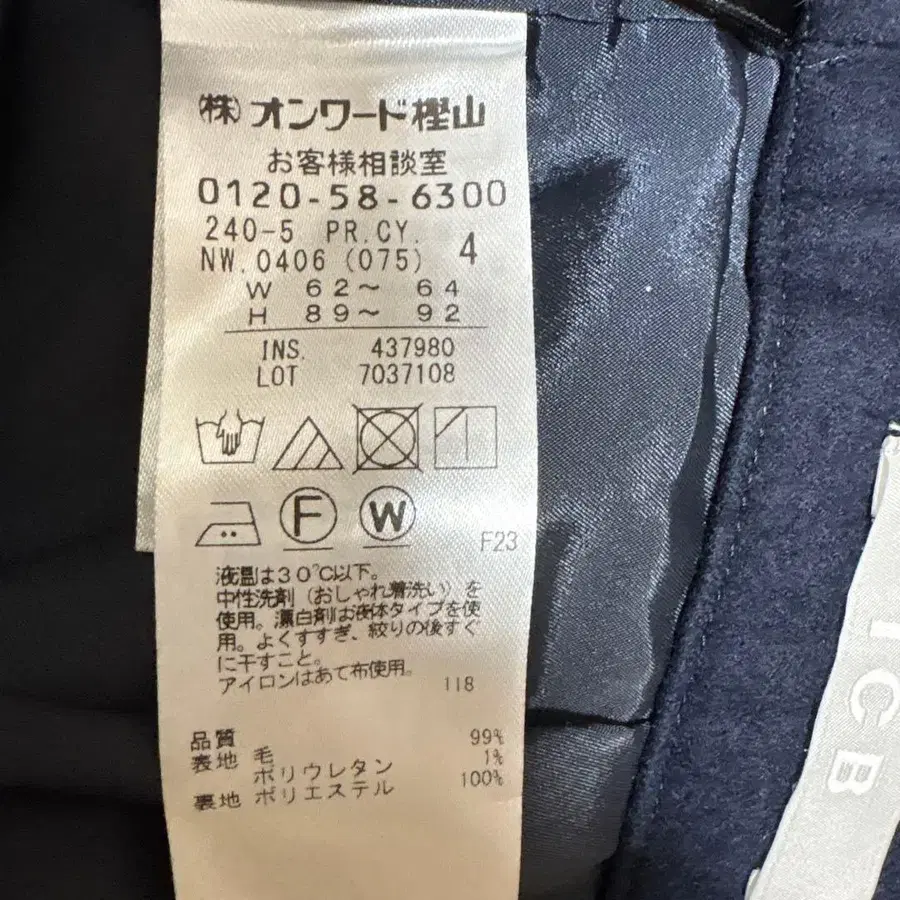 (株)オンワード樫山
お客様相談室
0120-58-6300
240-5 PR.CY. 4
NW.0406(075)
W 62〜 64
H 89〜 92
INS. 437980
LOT 7037108
F W
F23
液温は30℃以下。
中性洗剤（おしゃれ着洗い）を
使用。漂白剤は液体タイプを使
用。よくすすぎ、絞りの後すぐ
に干すこと。
アイロンはあて布使用。
118
品質
表地 毛 99%
ポリウレタン 1%
裏地 ポリエステル 100%
ICB